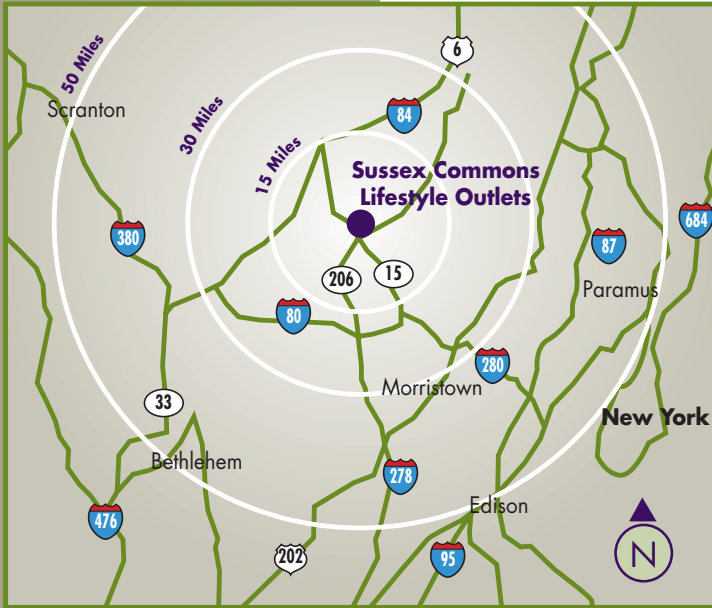 6
50 Miles
Scranton
30 Miles
84
15 Miles
Sussex Commons
Lifestyle Outlets
684
380
87
206
15
Paramus
80
280
Morristown
33
New York
Bethlehem
278
Edison
476
202
95
N